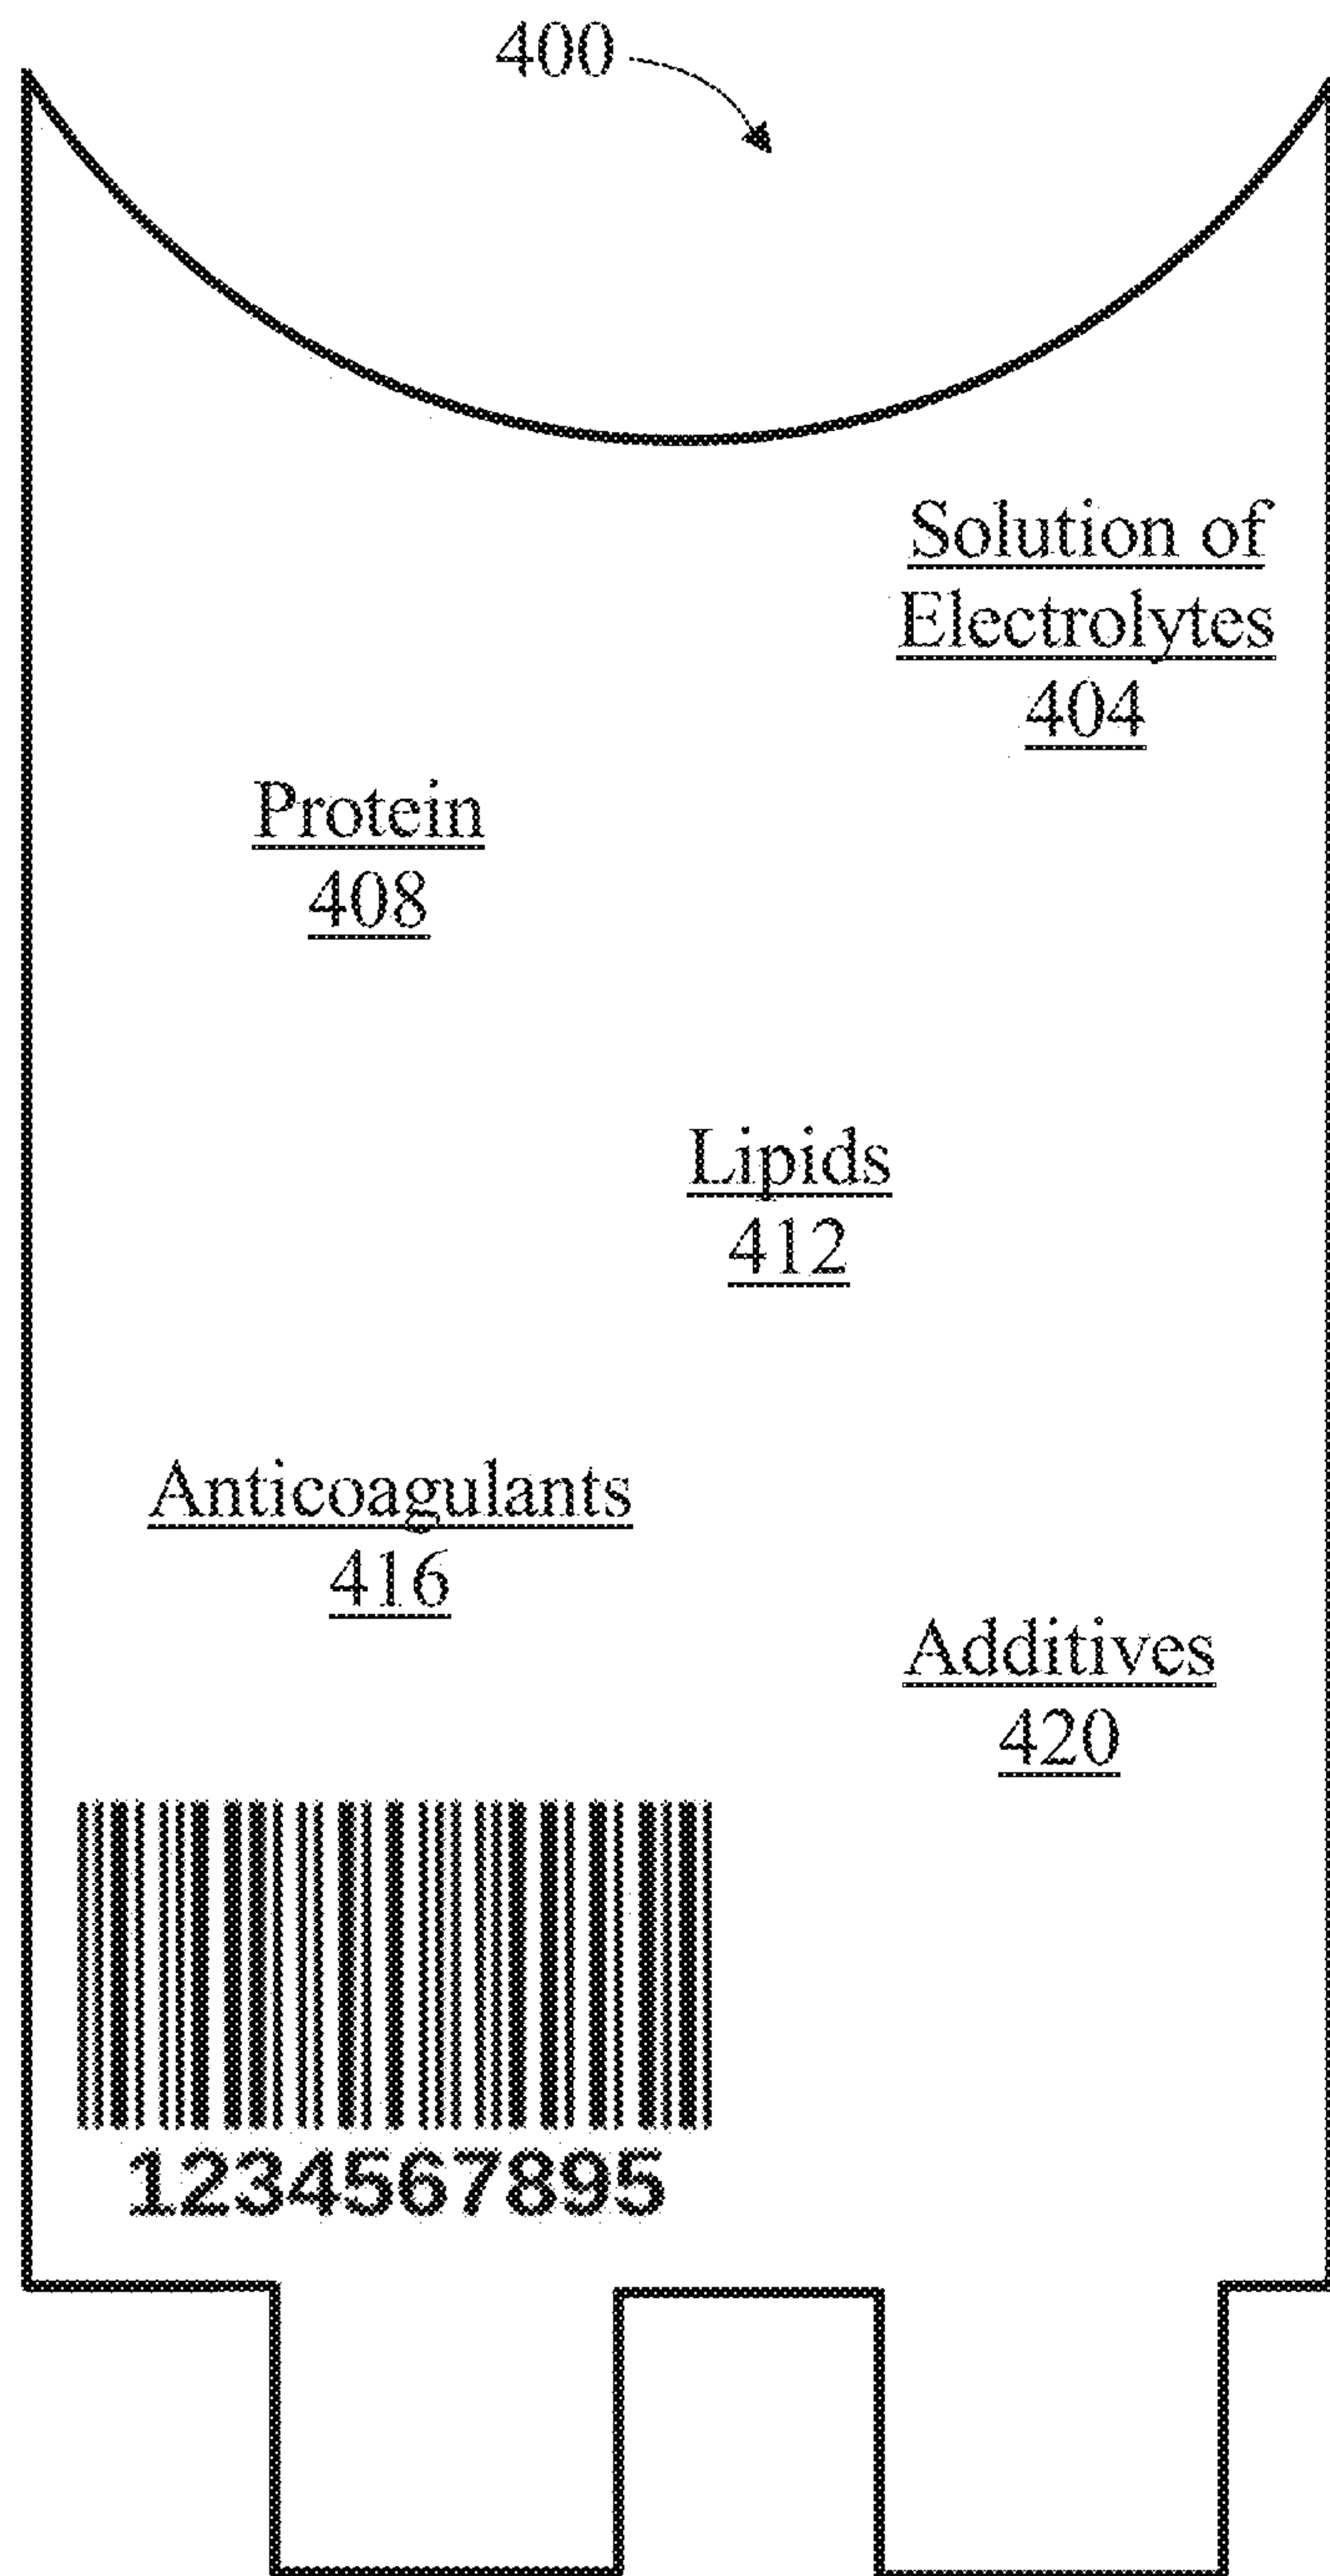 400
Solution of
Electrolytes
404
Protein
408
Lipids
412
Anticoagulants
416
Additives
420
1234567895